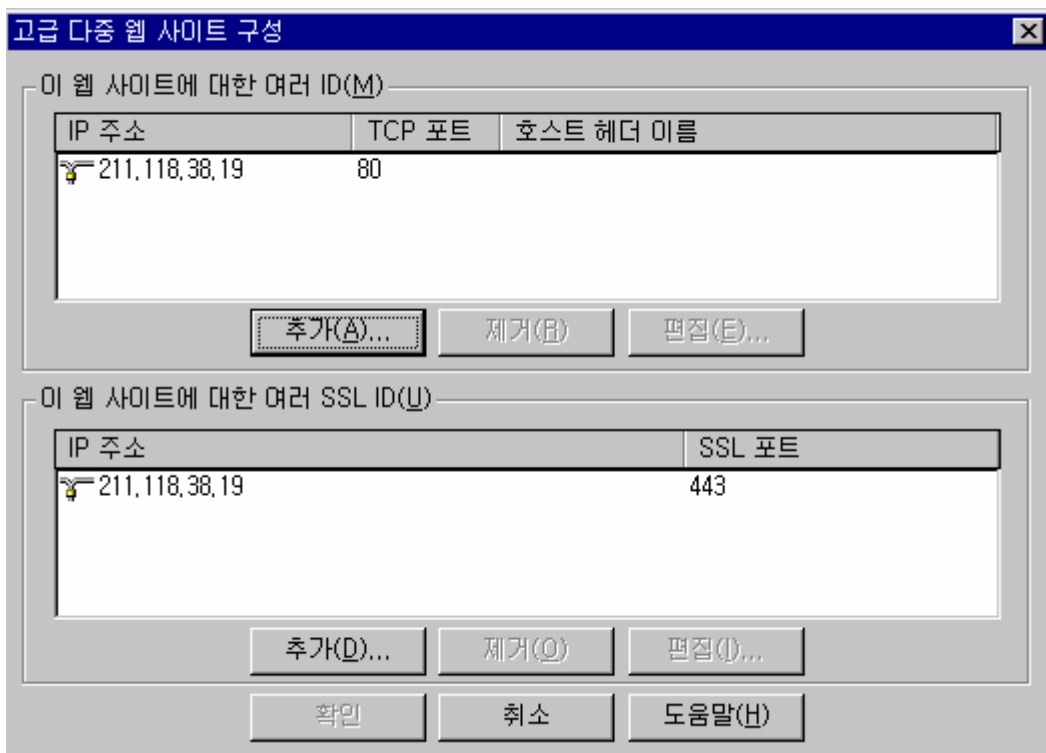 고급 다중 웹 사이트 구성
이 웹 사이트에 대한 여러 ID(M)
IP 주소 TCP 포트 호스트 헤더 이름
211,118,38,19 80
추가(A)... 제거(R) 편집(E)...
이 웹 사이트에 대한 여러 SSL ID(U)
IP 주소 SSL 포트
211,118,38,19 443
추가(D)... 제거(O) 편집(I)...
확인 취소 도움말(H)